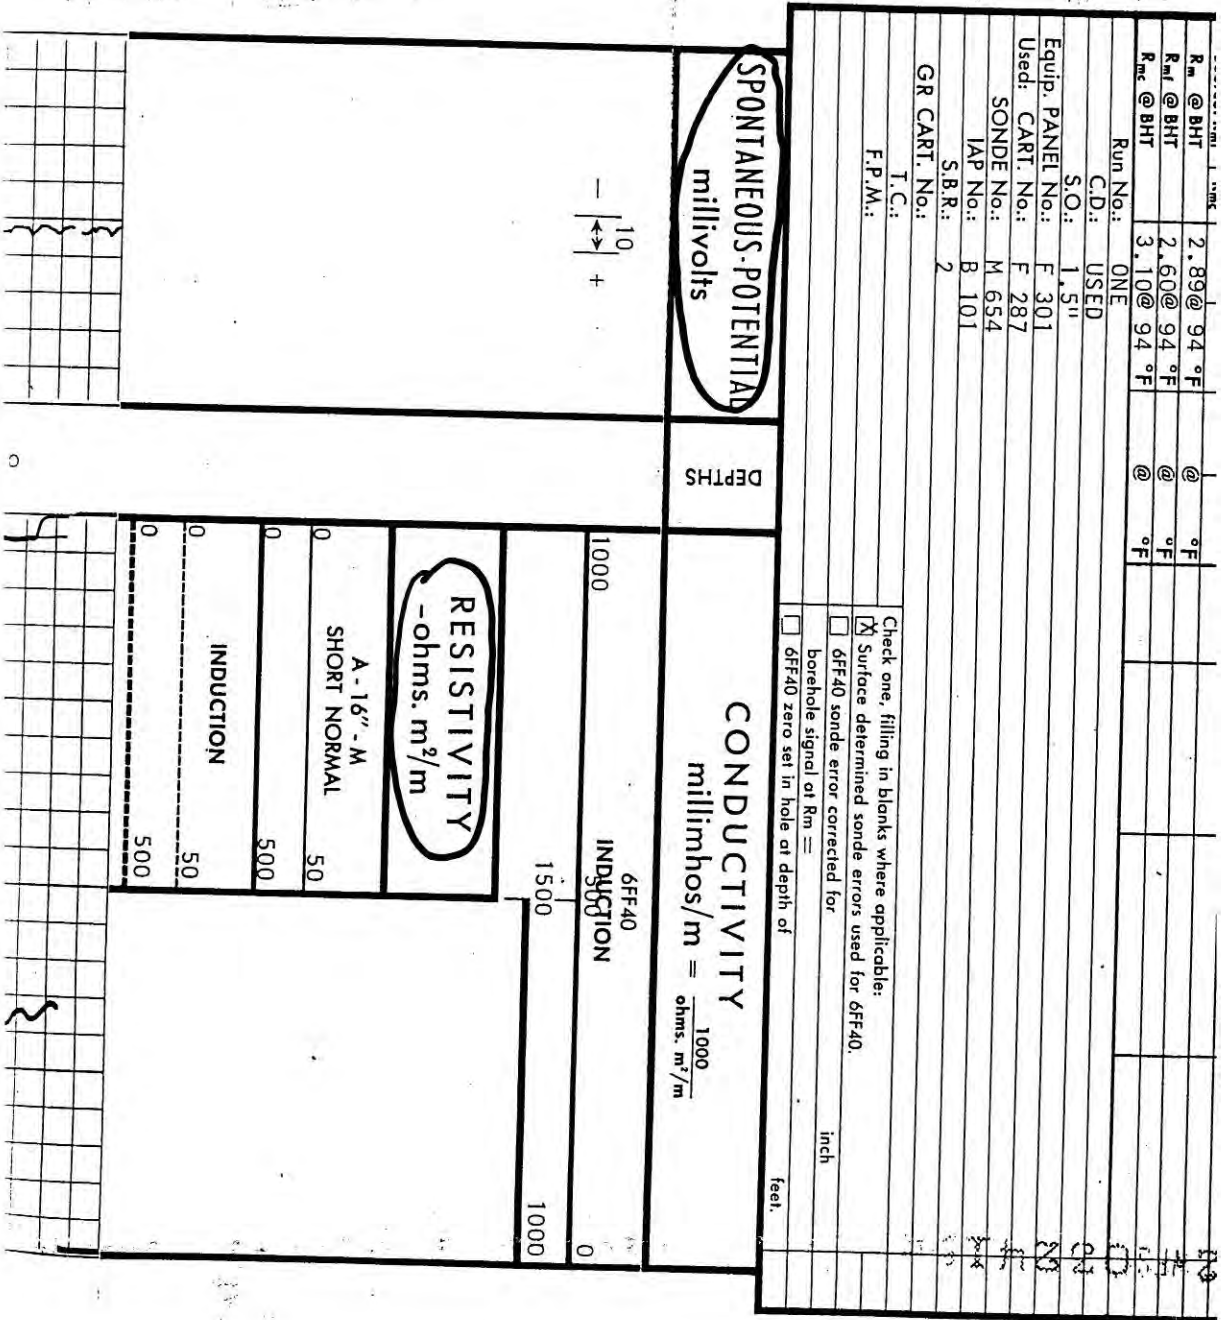 Rm @ BHT 2.89@ 94 °F @ °F
Rmf @ BHT 2.60@ 94 °F @ °F
Rmc @ BHT 3.10@ 94 °F @ °F
Run No.: ONE
C.D.: USED
S.O.: 1.5"
Equip. PANEL No.: F 301
Used: CART. No.: F 287
SONDE No.: M 654
IAP No.: B 101
S.B.R.: 2
GR CART. No.:
T.C.:
F.P.M.:
Check one, filling in blanks where applicable:
X Surface determined sonde errors used for 6FF40.
6FF40 sonde error corrected for inch
borehole signal at Rm =
6FF40 zero set in hole at depth of feet.
SPONTANEOUS-POTENTIAL
millivolts
DEPTHS
CONDUCTIVITY
millimhos/m = 1000 / ohms. m²/m
10
- +
6FF40
INDUCTION
1000 500 0
1500 1000
RESISTIVITY
-ohms. m²/m
A - 16" - M
SHORT NORMAL
0 50
0 500
INDUCTION
0 50
0 500